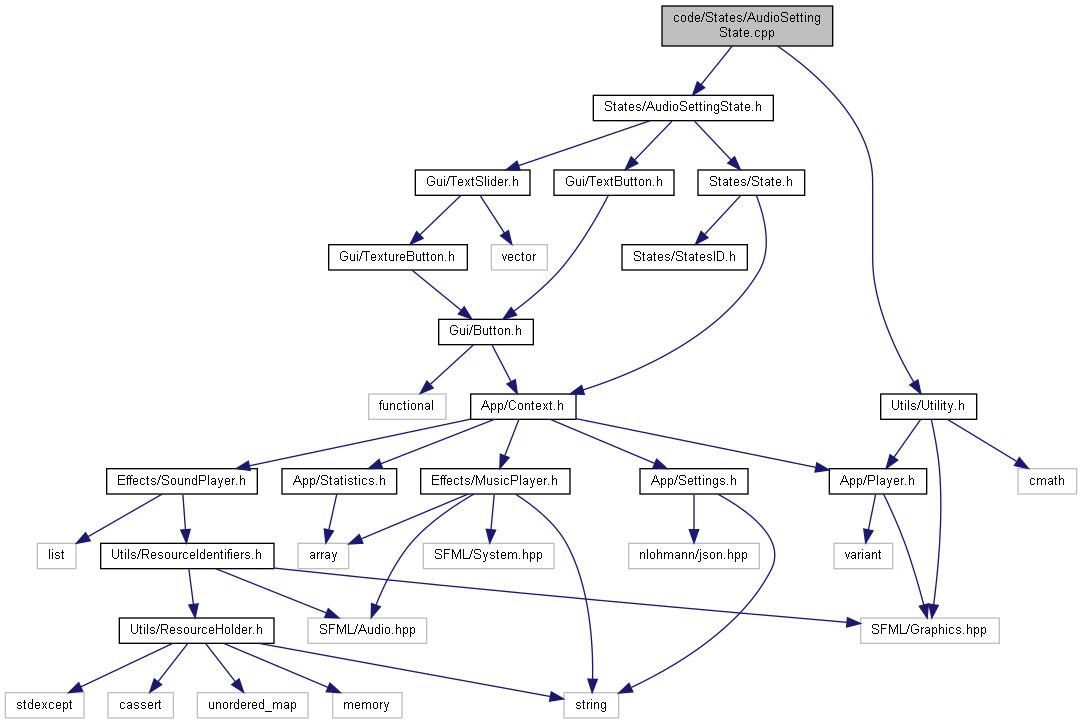 code/States/AudioSetting
State.cpp
States/AudioSettingState.h
Gui/TextSlider.h
Gui/TextButton.h
States/State.h
Gui/TextureButton.h
vector
States/StatesID.h
Gui/Button.h
functional
App/Context.h
Utils/Utility.h
Effects/SoundPlayer.h
App/Statistics.h
Effects/MusicPlayer.h
App/Settings.h
App/Player.h
cmath
list
Utils/ResourceIdentifiers.h
array
SFML/System.hpp
nlohmann/json.hpp
variant
Utils/ResourceHolder.h
SFML/Audio.hpp
SFML/Graphics.hpp
stdexcept
cassert
unordered_map
memory
string